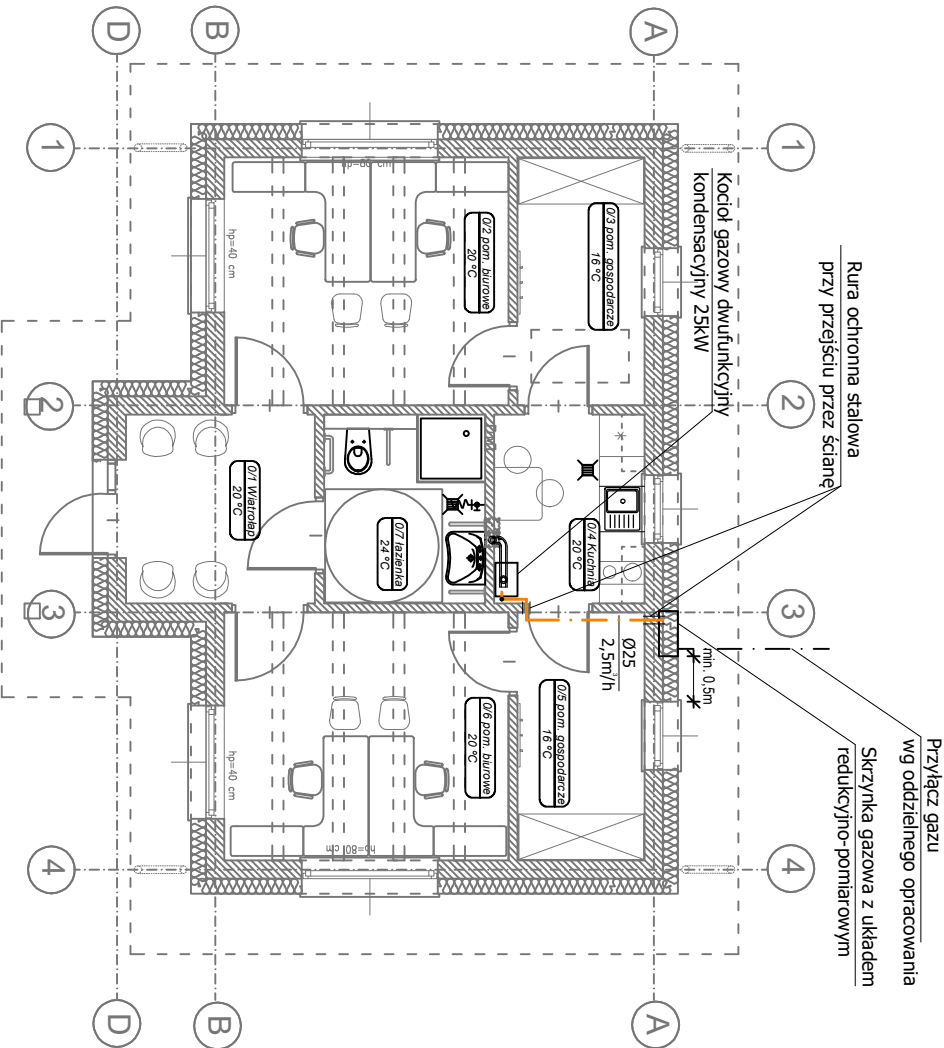 Przyłącz gazu
wg oddzielnego opracowania
Skrzynka gazowa z układem
redukcyjno-pomiarowym
Rura ochronna stalowa
przy przejściu przez ścianę
Kocioł gazowy dwufunkcyjny
kondensacyjny 25kW
min. 0,5m
Ø25
2,5m³/h
0/3 pom. gospodarcze
16 °C
0/4 Kuchnia
20 °C
0/5 pom. gospodarcze
16 °C
0/2 pom. biurowe
20 °C
0/7 łazienka
24 °C
0/6 pom. biurowe
20 °C
0/1 Wiatrołap
20 °C
hp=80 cm
hp=80 cm
hp=40 cm
hp=40 cm
1
2
3
4
1
2
3
4
A
B
D
A
B
D